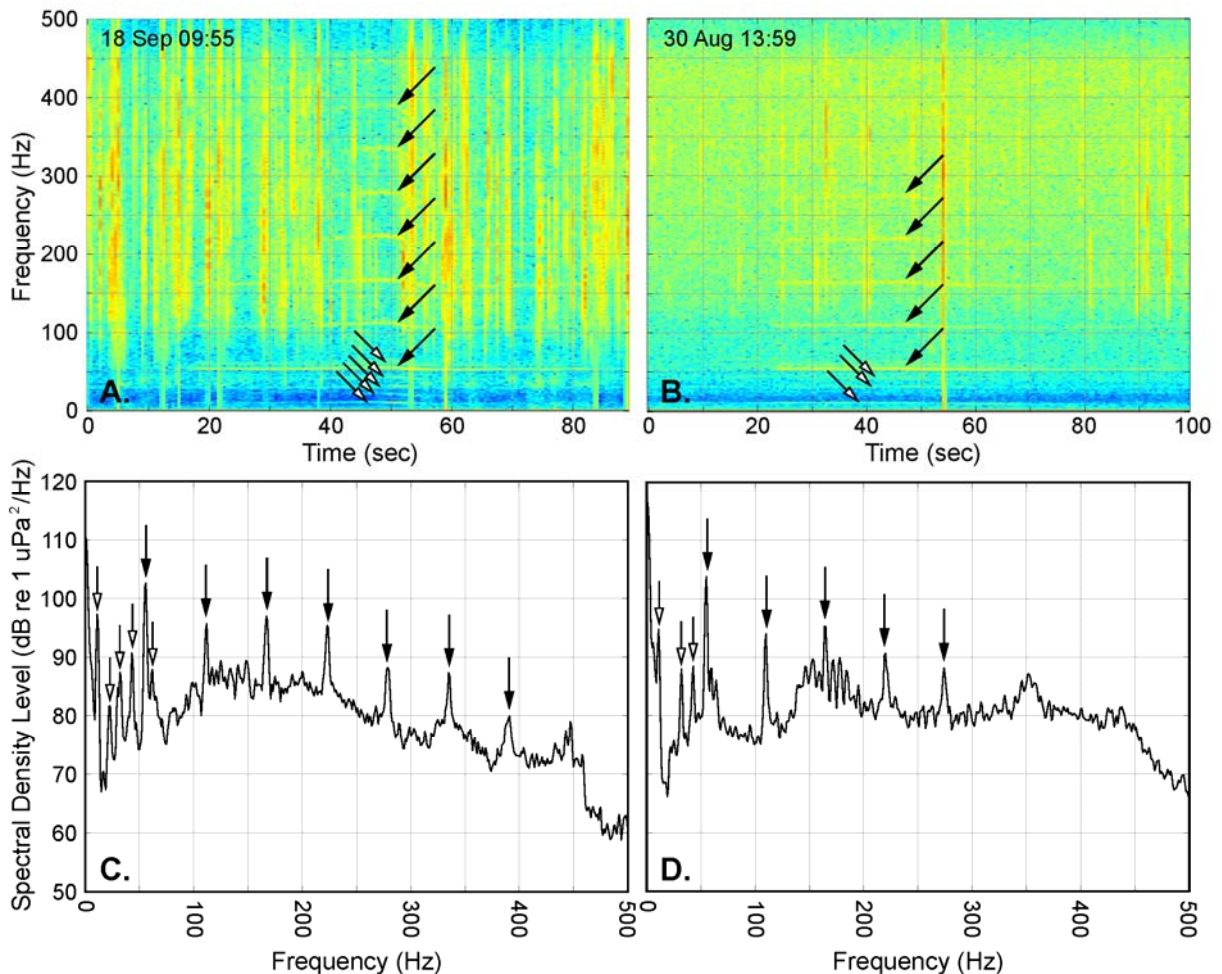 18 Sep 09:55
30 Aug 13:59
500
400
300
200
100
0
Frequency (Hz)
A.
B.
0 20 40 60 80
0 20 40 60 80 100
Time (sec)
Time (sec)
120
110
100
90
80
70
60
50
Spectral Density Level (dB re 1 uPa²/Hz)
C.
D.
0 100 200 300 400 500
0 100 200 300 400 500
Frequency (Hz)
Frequency (Hz)